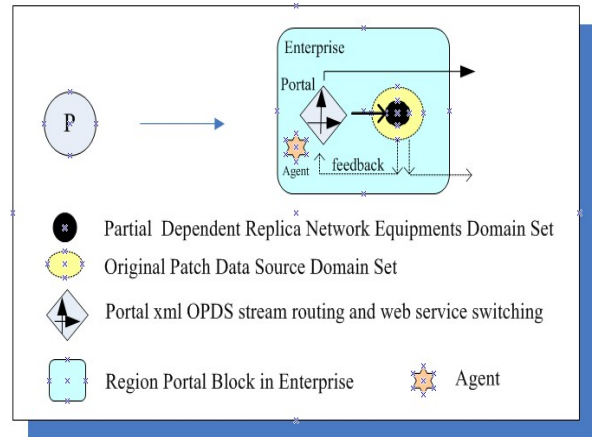 Enterprise
Portal
P
Agent
feedback
Partial Dependent Replica Network Equipments Domain Set
Original Patch Data Source Domain Set
Portal xml OPDS stream routing and web service switching
Region Portal Block in Enterprise
Agent